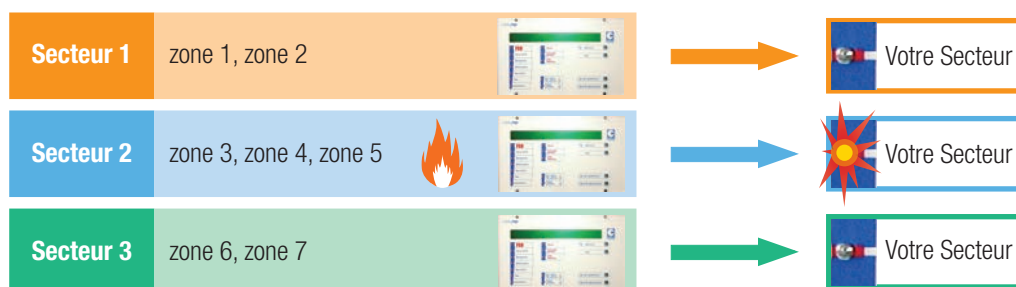 Secteur 1 zone 1, zone 2 Votre Secteur
Secteur 2 zone 3, zone 4, zone 5 Votre Secteur
Secteur 3 zone 6, zone 7 Votre Secteur